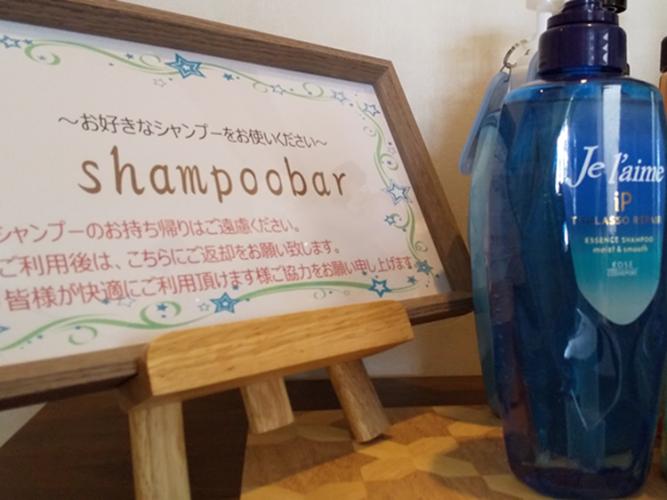 ～お好きなシャンプーをお使いください～
shampoobar
シャンプーのお持ち帰りはご遠慮ください。
ご利用後は、こちらにご返却をお願い致します。
皆様が快適にご利用頂けます様ご協力をお願い申し上げます
Je l'aime
iP
THALASSO REPAIR
ESSENCE SHAMPOO
moist & smooth
KOSÉ